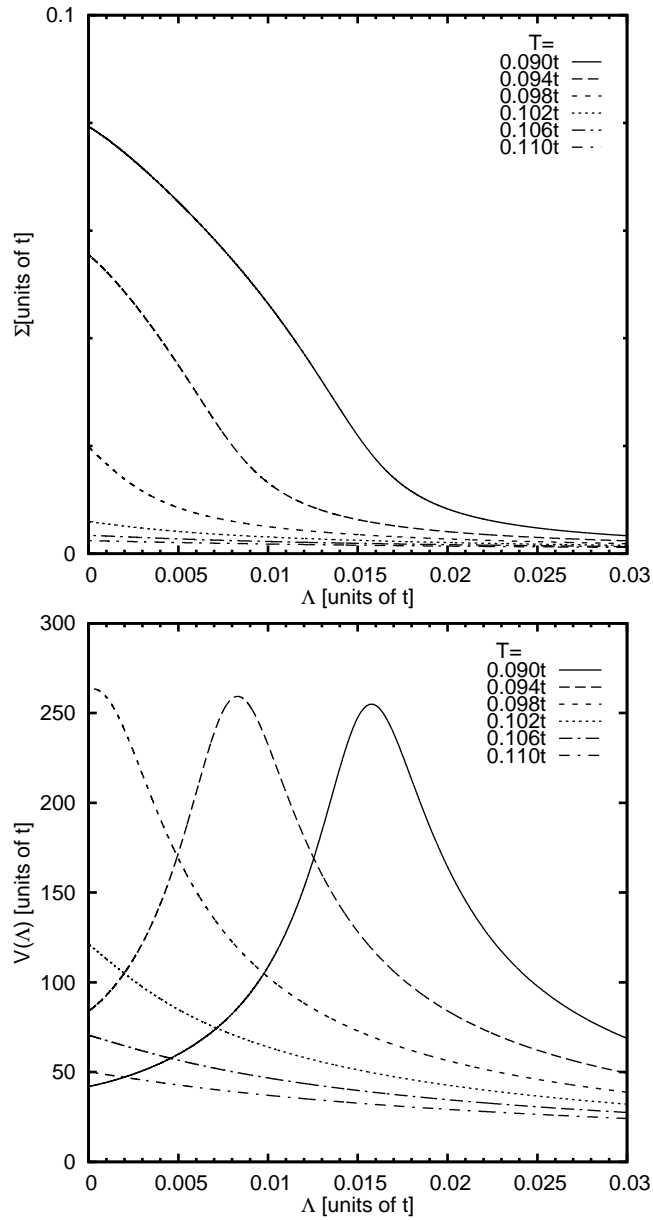 0.1
T=
0.090t
0.094t
0.098t
0.102t
0.106t
0.110t
Σ[units of t]
0
0 0.005 0.01 0.015 0.02 0.025 0.03
Λ [units of t]
300
T=
0.090t
0.094t
0.098t
0.102t
0.106t
0.110t
250
200
150
100
50
0
V(Λ) [units of t]
0 0.005 0.01 0.015 0.02 0.025 0.03
Λ [units of t]